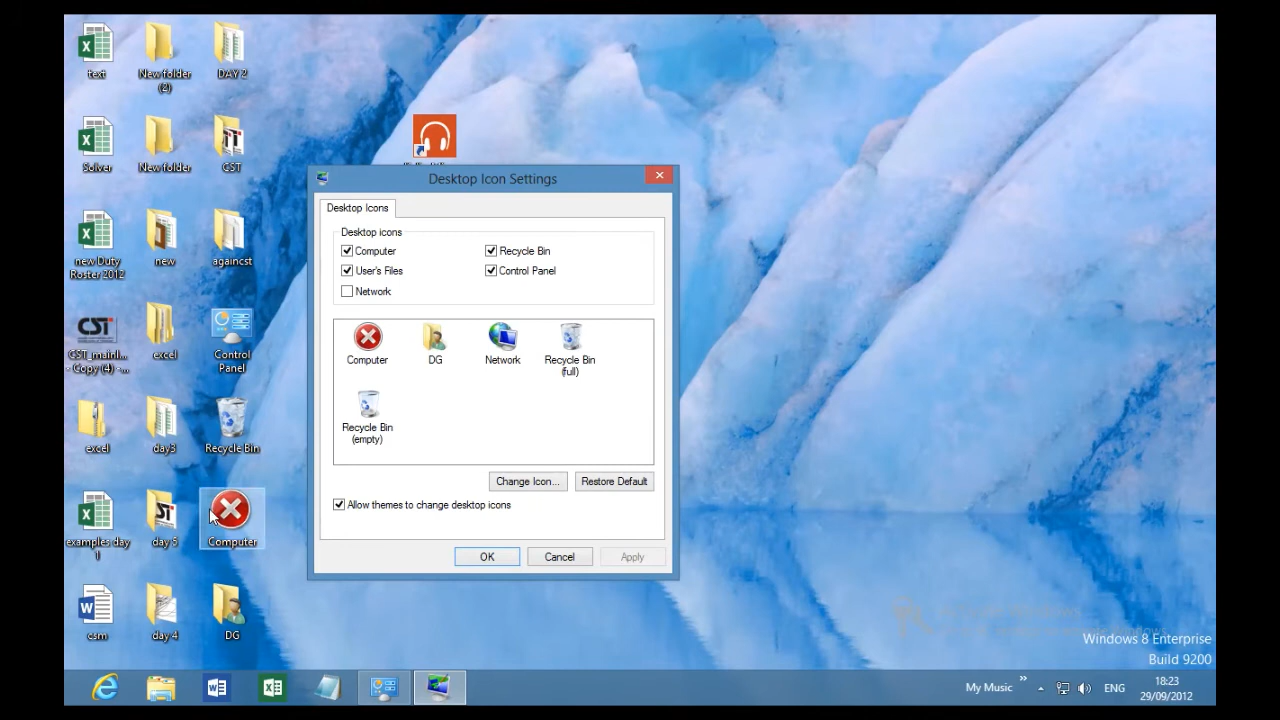 text
New folder
(2)
DAY 2
Solver
New folder
CST
new Duty
Roster 2012
new
againcst
CST
CST_mainl...
- Copy (4) -...
excel
Control
Panel
excel
day3
Recycle Bin
examples day
1
day 5
Computer
csm
day 4
DG
Desktop Icon Settings
Desktop Icons
Desktop icons
Computer
Recycle Bin
User's Files
Control Panel
Network
Computer
DG
Network
Recycle Bin
(full)
Recycle Bin
(empty)
Change Icon...
Restore Default
Allow themes to change desktop icons
OK
Cancel
Apply
Windows 8 Enterprise
Build 9200
My Music
ENG
18:23
29/09/2012